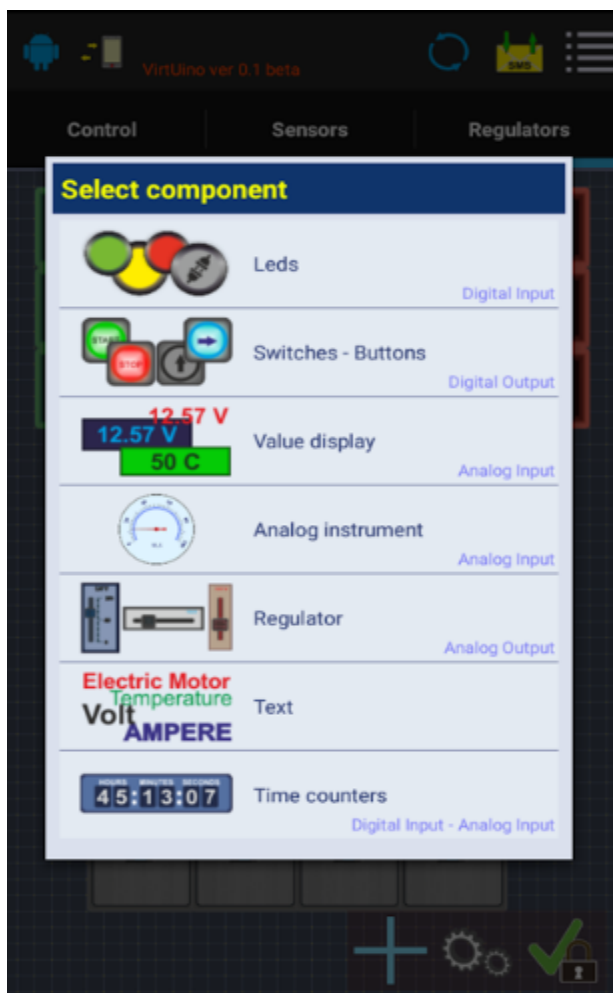 VirtUino ver 0.1 beta
SMS
Control Sensors Regulators
Select component
Leds
Digital Input
START
STOP
Switches - Buttons
Digital Output
12.57 V
12.57 V
50 C
Value display
Analog Input
Analog instrument
Analog Input
OFF
Regulator
Analog Output
Electric Motor
Temperature
Volt
AMPERE
Text
HOURS MINUTES SECONDS
45:13:07
Time counters
Digital Input - Analog Input